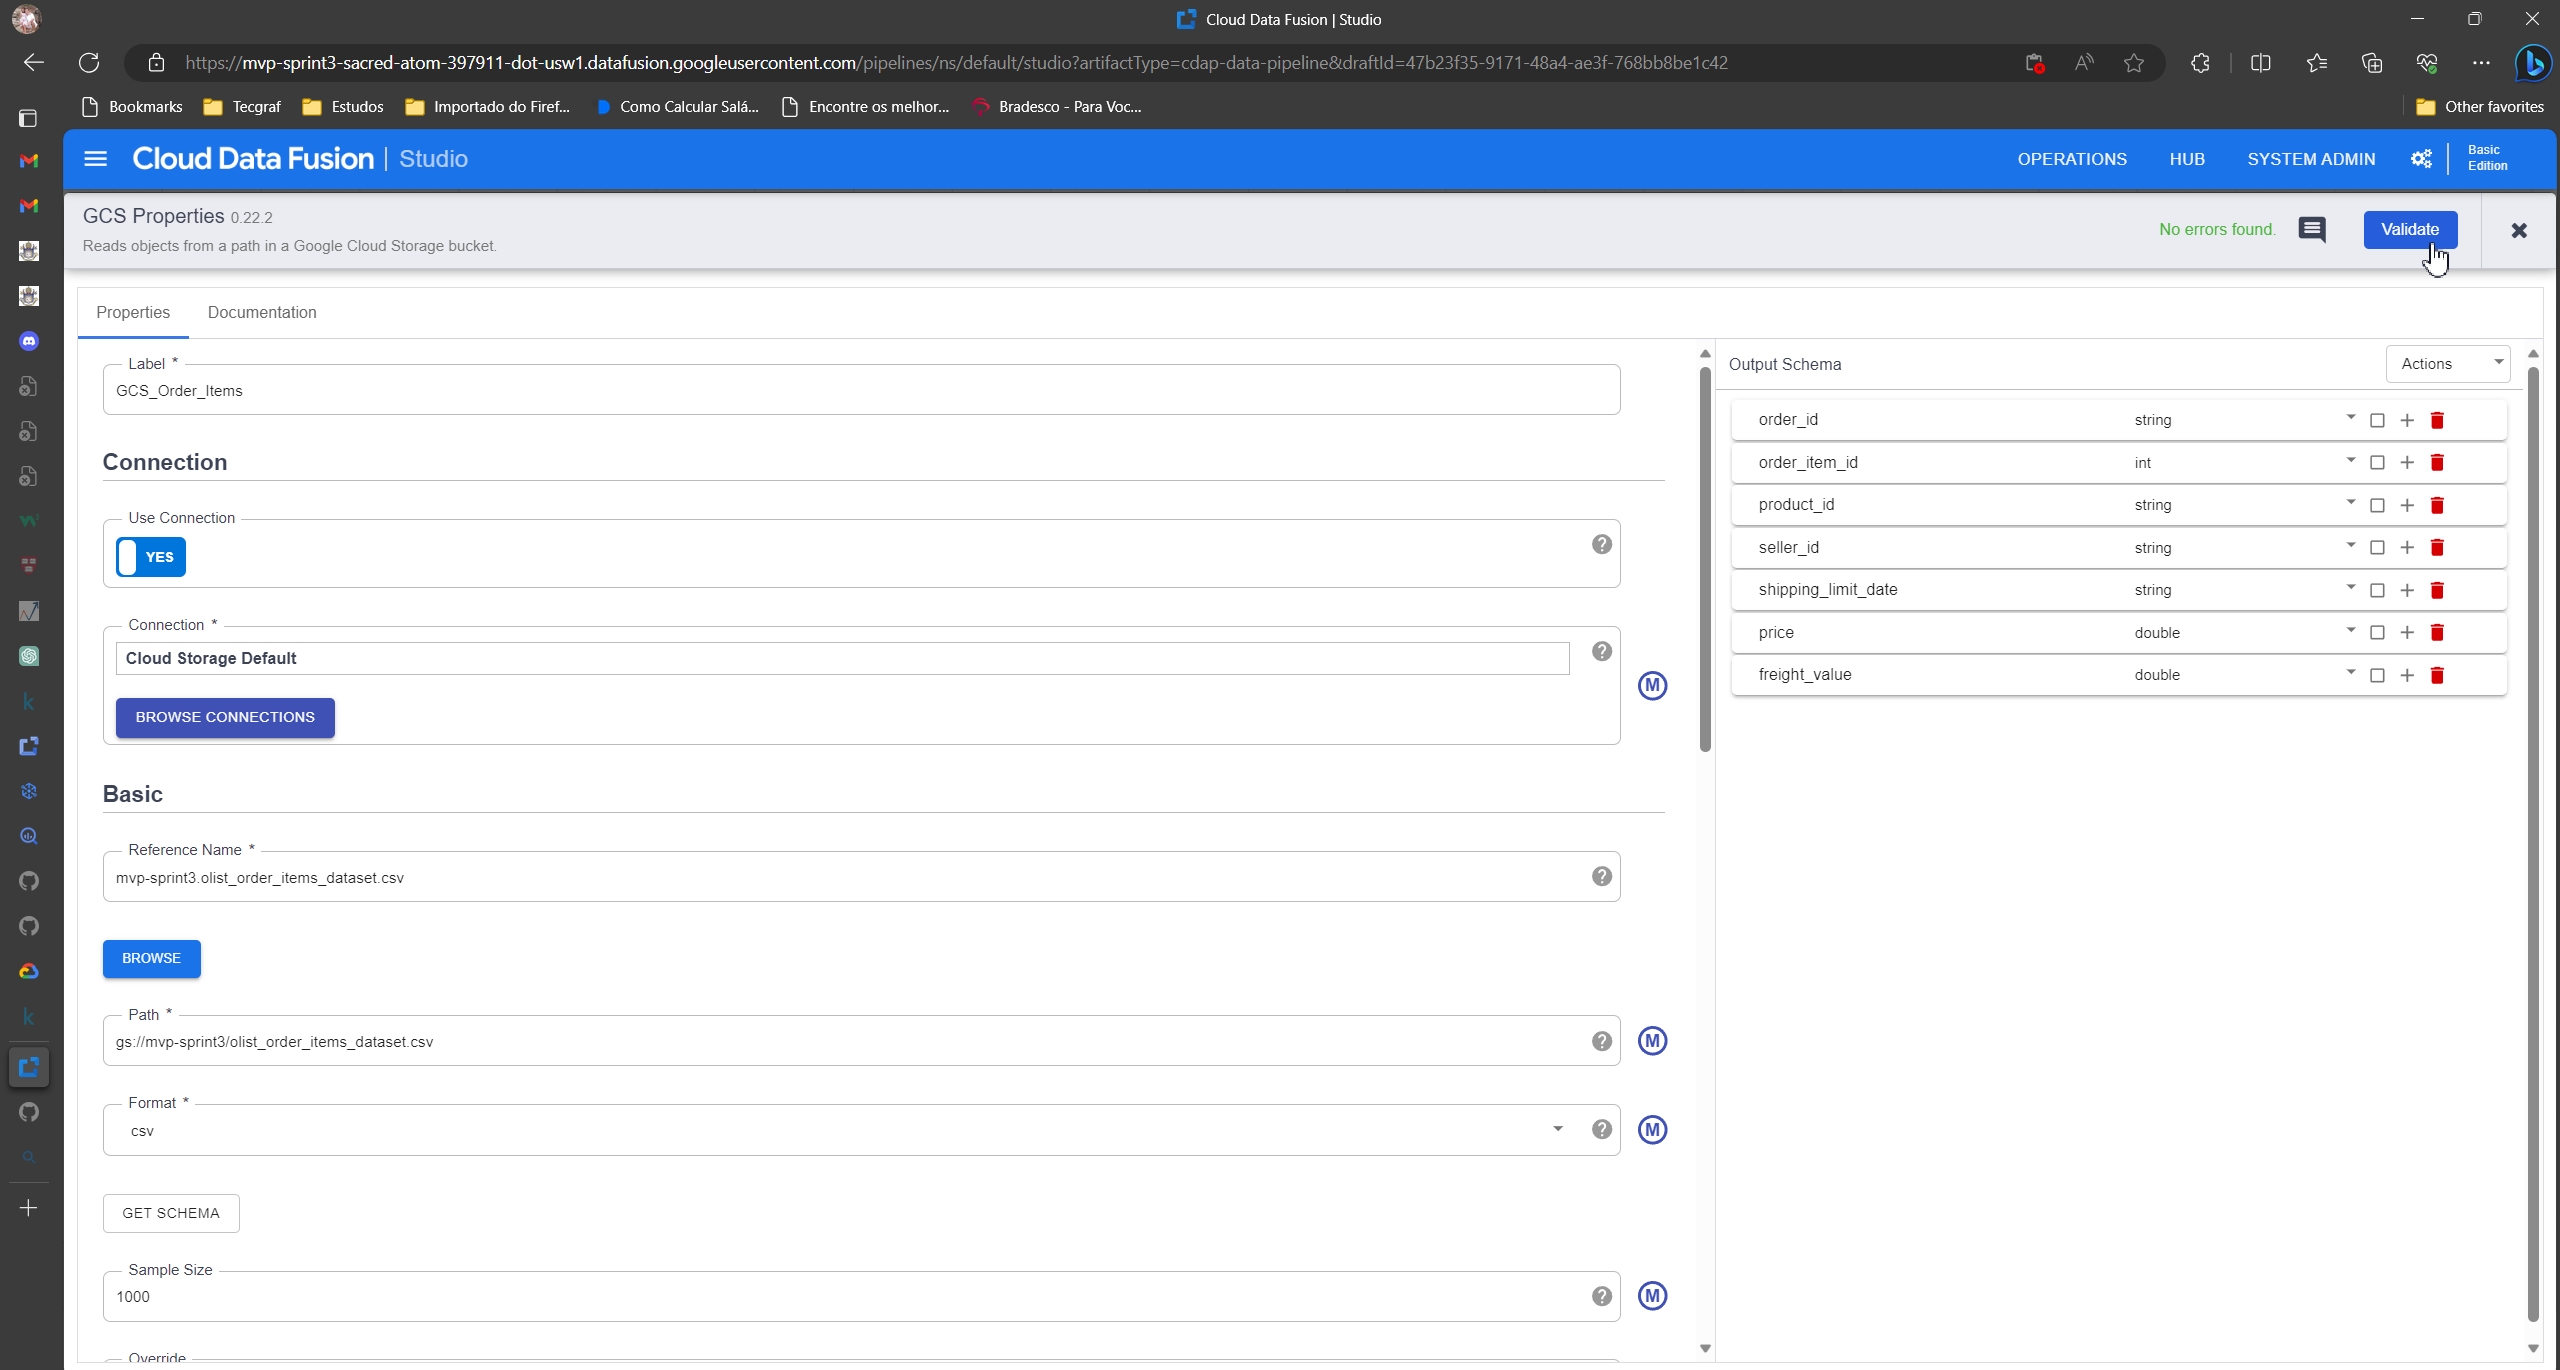 Cloud Data Fusion | Studio
https://mvp-sprint3-sacred-atom-397911-dot-usw1.datafusion.googleusercontent.com/pipelines/ns/default/studio?artifactType=cdap-data-pipeline&draftId=47b23f35-9171-48a4-ae3f-768bb8be1c42
Bookmarks Tecgraf Estudos Importado do Firef... Como Calcular Salá... Encontre os melhor... Bradesco - Para Voc... Other favorites
Cloud Data Fusion | Studio OPERATIONS HUB SYSTEM ADMIN Basic Edition
GCS Properties 0.22.2
Reads objects from a path in a Google Cloud Storage bucket.
No errors found. Validate
Properties Documentation
Label *
GCS_Order_Items
Connection
Use Connection
YES
Connection *
Cloud Storage Default
M
BROWSE CONNECTIONS
Basic
Reference Name *
mvp-sprint3.olist_order_items_dataset.csv
BROWSE
Path *
gs://mvp-sprint3/olist_order_items_dataset.csv
M
Format *
csv
M
GET SCHEMA
Sample Size
1000
M
Override
Output Schema Actions
order_id string
order_item_id int
product_id string
seller_id string
shipping_limit_date string
price double
freight_value double